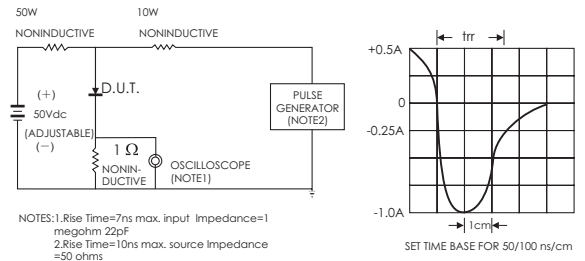 50W
NONINDUCTIVE
10W
NONINDUCTIVE
D.U.T.
(+)
50Vdc
(ADJUSTABLE)
(−)
1 Ω
NONIN-
DUCTIVE
OSCILLOSCOPE
(NOTE1)
PULSE
GENERATOR
(NOTE2)
NOTES:1.Rise Time=7ns max. input Impedance=1
megohm 22pF
2.Rise Time=10ns max. source Impedance
=50 ohms
trr
+0.5A
0
-0.25A
-1.0A
1cm
SET TIME BASE FOR 50/100 ns/cm